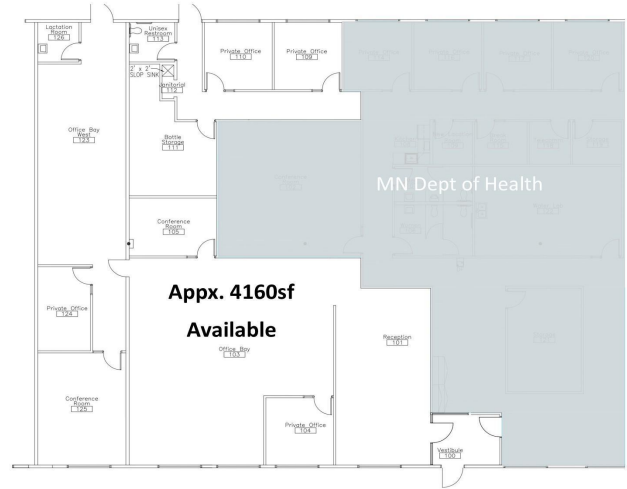 Lactation
Room
126
Unisex
Restroom
113
Private Office
110
Private Office
109
2' x 2'
SLOP SINK
Janitorial
112
Office Bay
West
123
Bottle
Storage
111
MN Dept of Health
Conference
Room
105
Appx. 4160sf
Available
Private Office
124
Office Bay
103
Reception
101
Conference
Room
125
Private Office
104
Vestibule
100